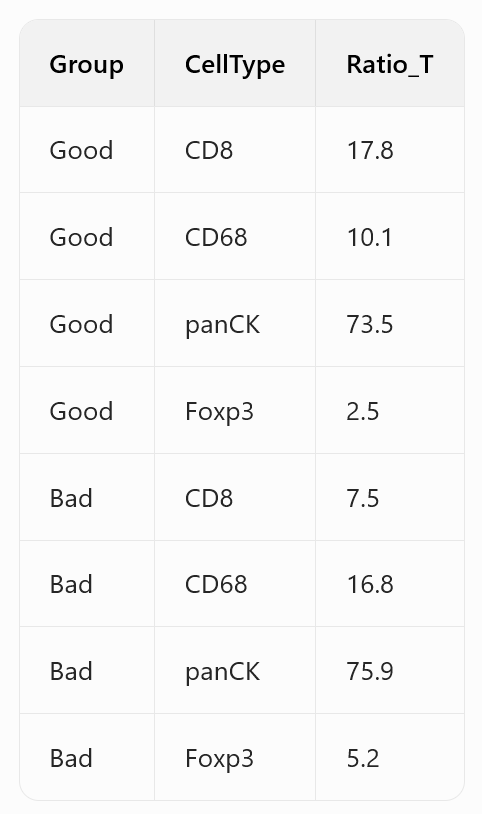 Group CellType Ratio_T
Good CD8 17.8
Good CD68 10.1
Good panCK 73.5
Good Foxp3 2.5
Bad CD8 7.5
Bad CD68 16.8
Bad panCK 75.9
Bad Foxp3 5.2